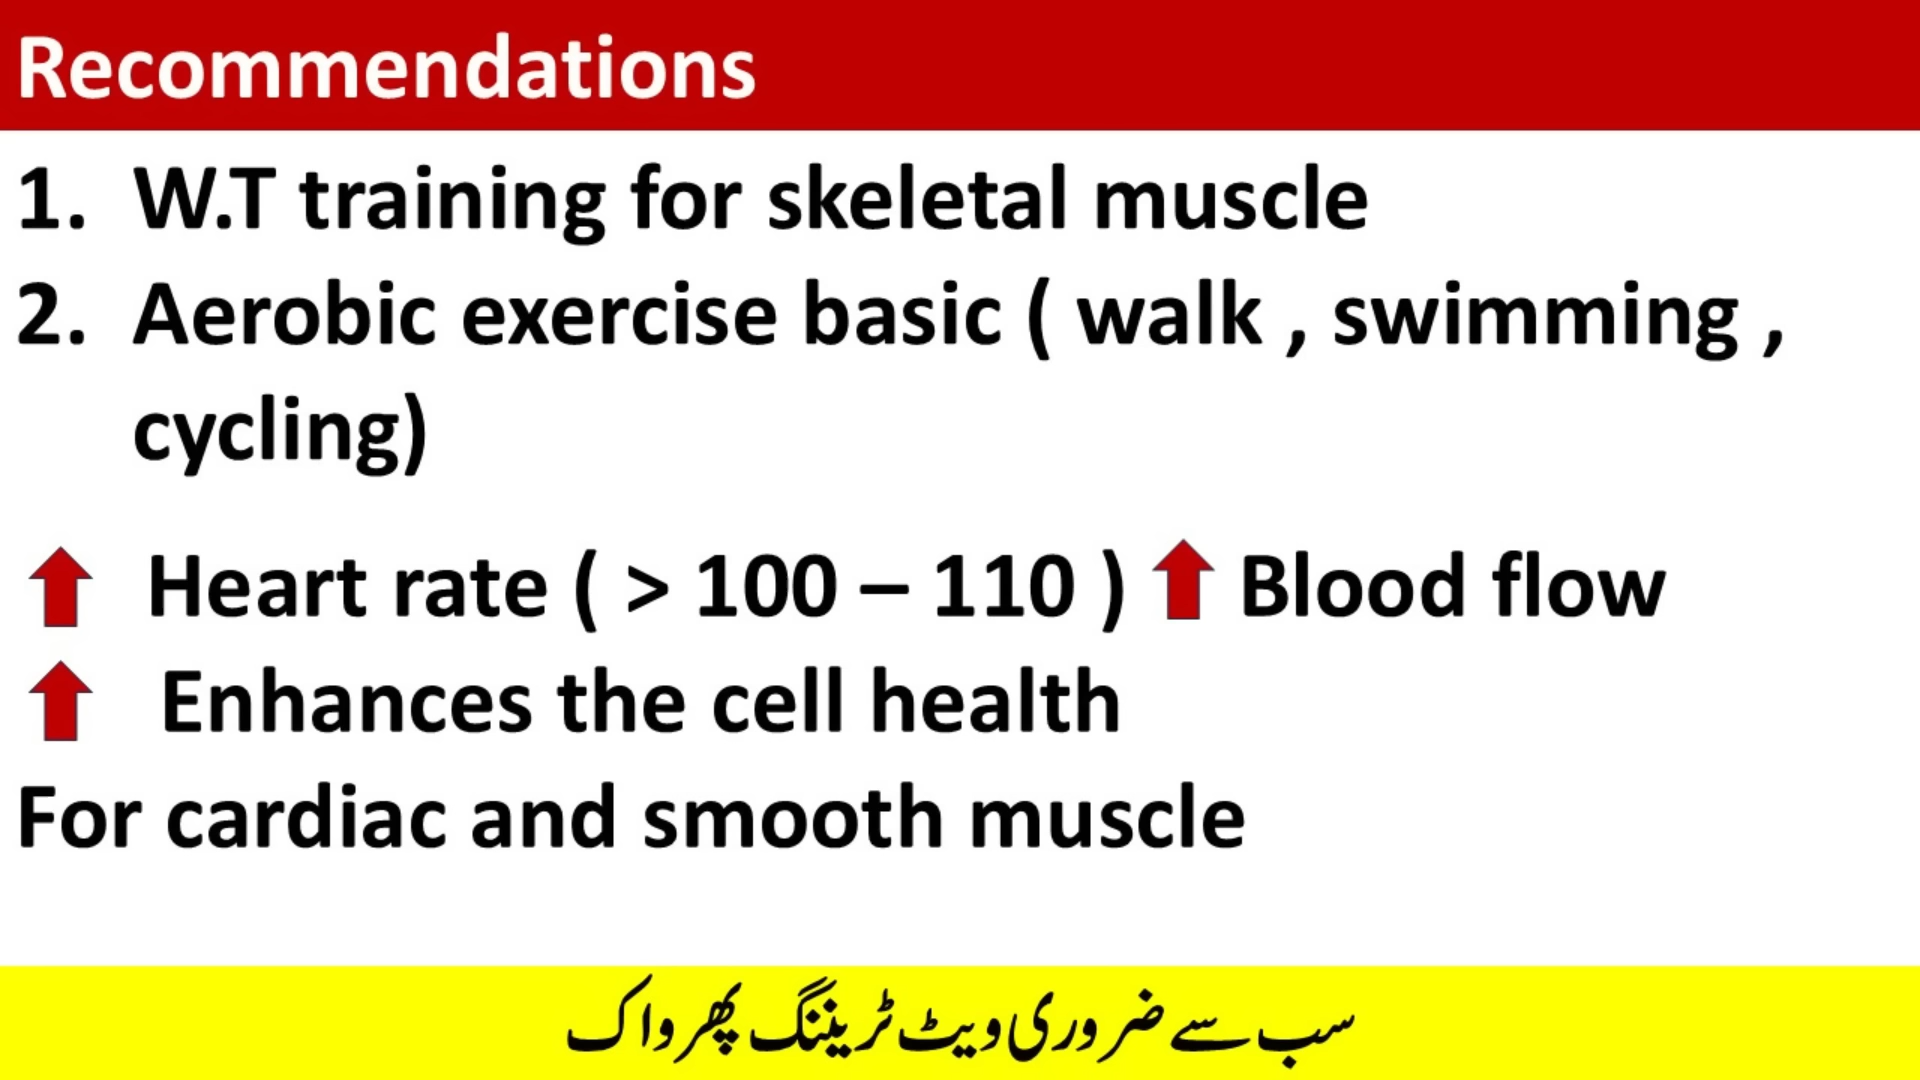 Recommendations
1. W.T training for skeletal muscle
2. Aerobic exercise basic ( walk , swimming ,
cycling)
Heart rate ( > 100 – 110 ) Blood flow
Enhances the cell health
For cardiac and smooth muscle
سب سے ضروری ویٹ ٹریننگ پھر واک